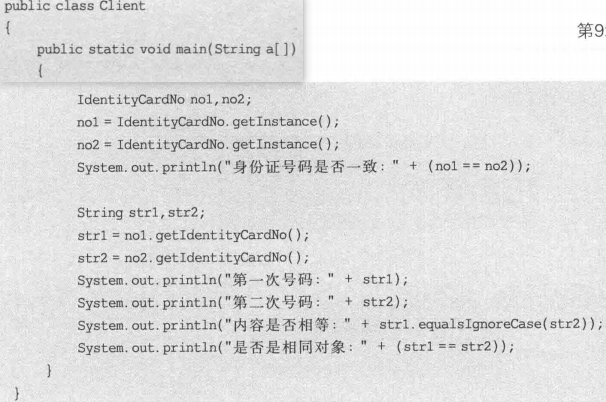 public class Client
{
第9
public static void main(String a[])
{
IdentityCardNo no1,no2;
no1 = IdentityCardNo.getInstance();
no2 = IdentityCardNo.getInstance();
System.out.println("身份证号码是否一致:" + (no1 == no2));
String str1,str2;
str1 = no1.getIdentityCardNo();
str2 = no2.getIdentityCardNo();
System.out.println("第一次号码:" + str1);
System.out.println("第二次号码:" + str2);
System.out.println("内容是否相等:" + str1.equalsIgnoreCase(str2));
System.out.println("是否是相同对象:" + (str1 == str2));
}
}